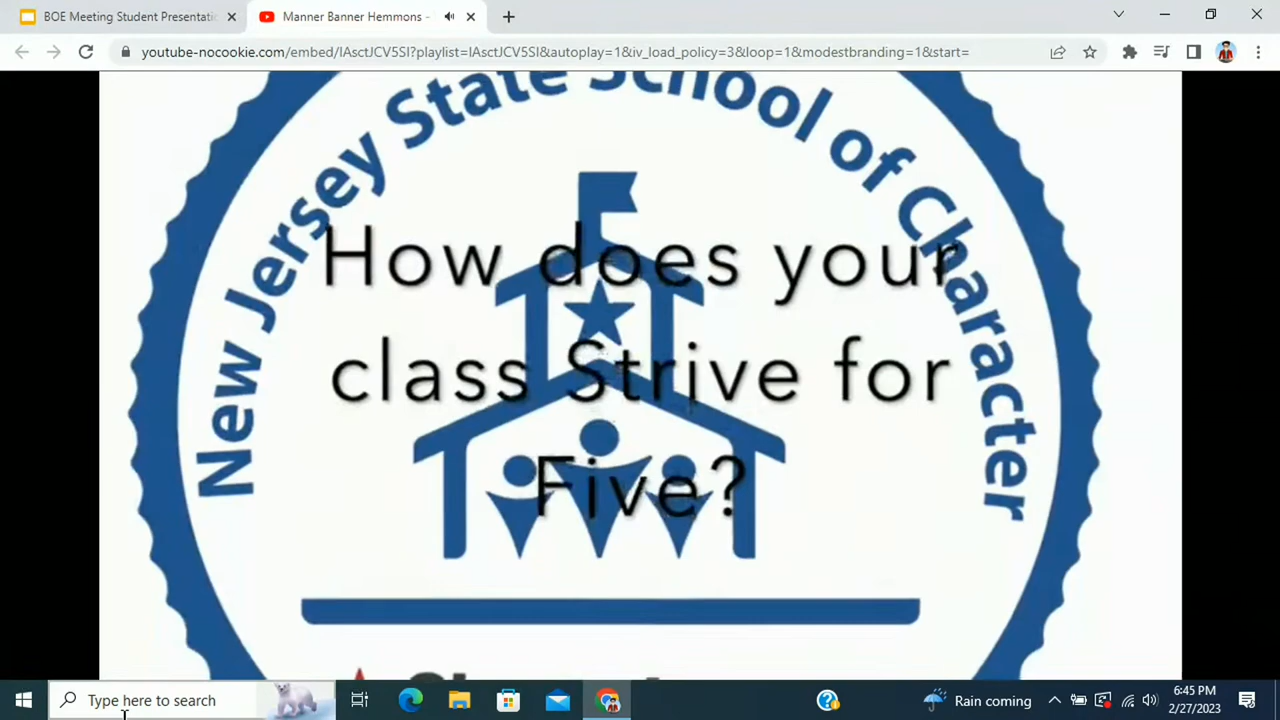 BOE Meeting Student Presentati
Manner Banner Hemmons -
youtube-nocookie.com/embed/lAsctJCV5SI?playlist=lAsctJCV5SI&autoplay=1&iv_load_policy=3&loop=1&modestbranding=1&start=
New Jersey State School of Character
How does your
class Strive for
Five?
Type here to search
Rain coming
6:45 PM
2/27/2023